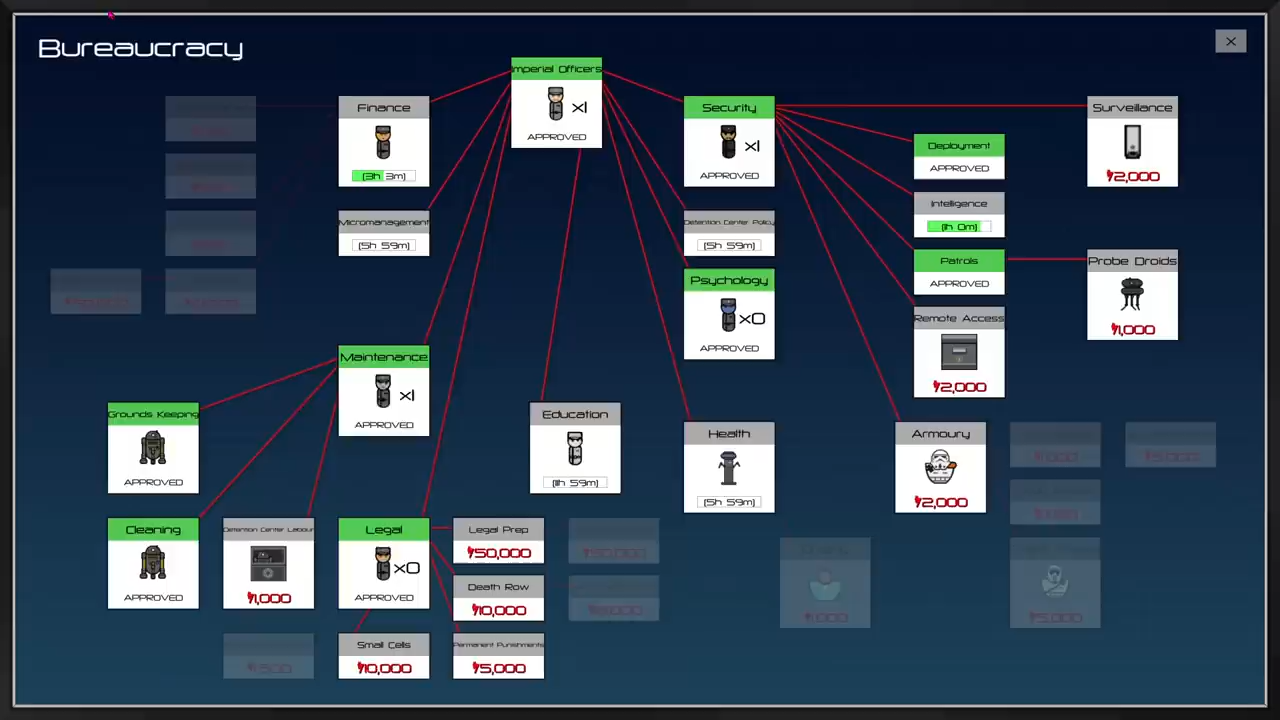 Bureaucracy
Imperial Officers
x1
APPROVED
Finance
(3h 3m)
Security
x1
APPROVED
Surveillance
2,000
Deployment
APPROVED
Micromanagement
(5h 59m)
Detention Center Policy
(5h 59m)
Intelligence
(1h 0m)
Psychology
x0
APPROVED
Patrols
APPROVED
Probe Droids
1,000
Remote Access
2,000
Maintenance
x1
APPROVED
Grounds Keeping
APPROVED
Education
(11h 59m)
Health
(5h 59m)
Armoury
2,000
Cleaning
APPROVED
Detention Center Labour
1,000
Legal
x0
APPROVED
Legal Prep
50,000
Death Row
10,000
Small Cells
10,000
Permanent Punishments
5,000